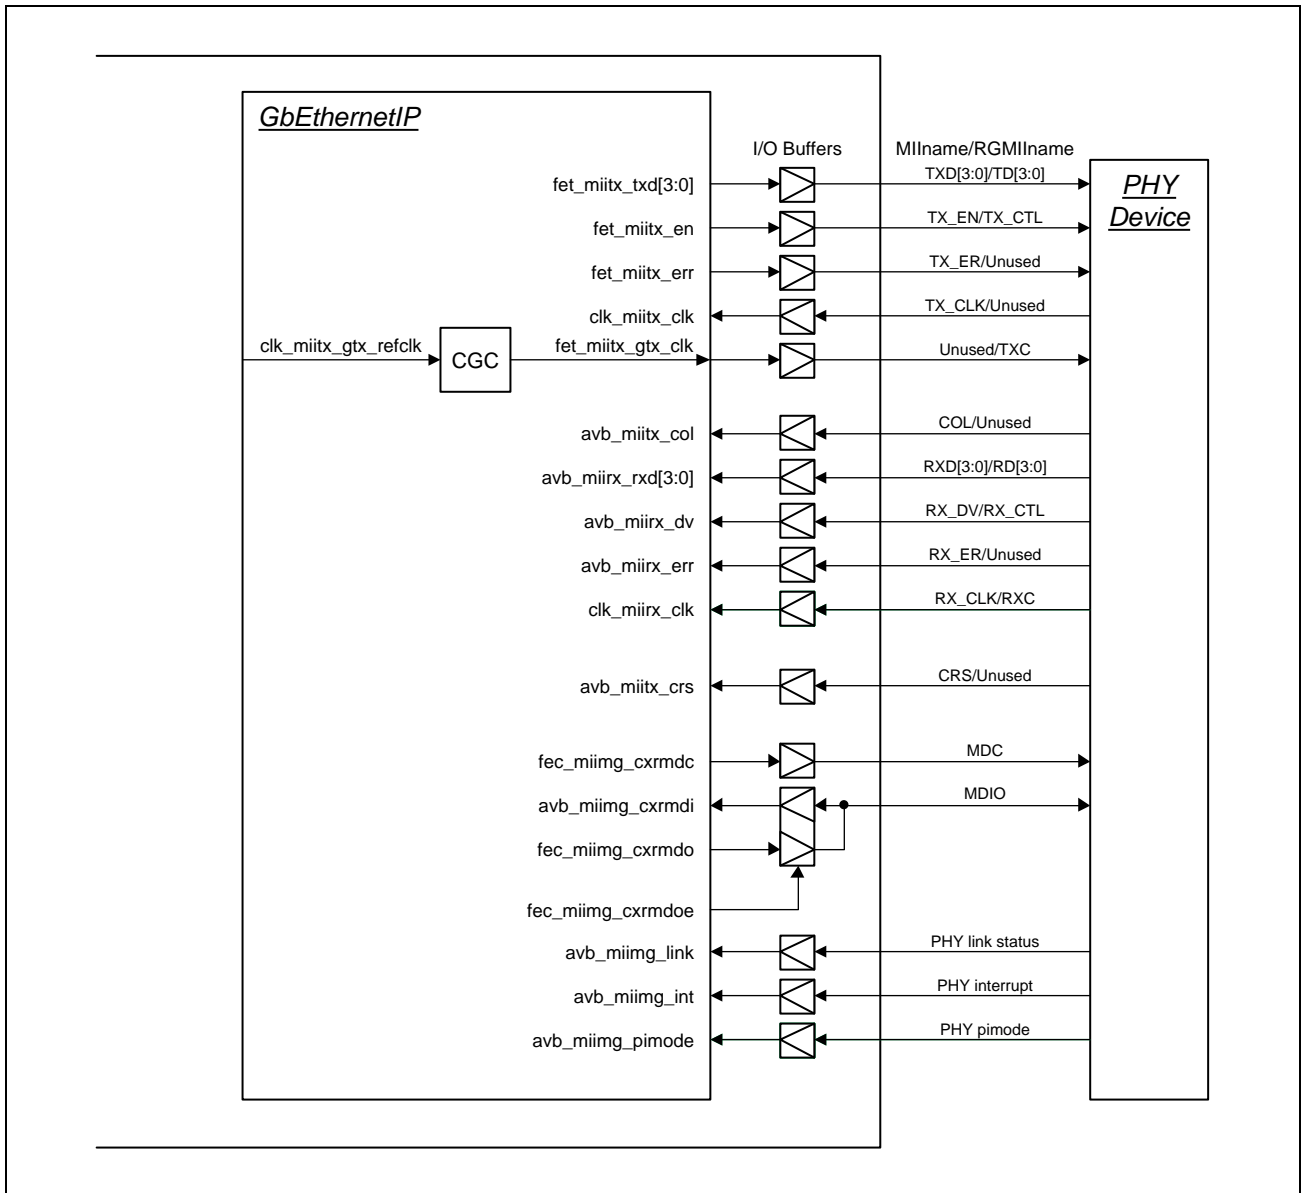 GbEthernetIP
I/O Buffers
MIIname/RGMIIname
PHY
Device
fet_miitx_txd[3:0]
TXD[3:0]/TD[3:0]
fet_miitx_en
TX_EN/TX_CTL
fet_miitx_err
TX_ER/Unused
clk_miitx_clk
TX_CLK/Unused
clk_miitx_gtx_refclk
CGC
fet_miitx_gtx_clk
Unused/TXC
avb_miitx_col
COL/Unused
avb_miirx_rxd[3:0]
RXD[3:0]/RD[3:0]
avb_miirx_dv
RX_DV/RX_CTL
avb_miirx_err
RX_ER/Unused
clk_miirx_clk
RX_CLK/RXC
avb_miitx_crs
CRS/Unused
fec_miimg_cxrmdc
MDC
avb_miimg_cxrmdi
MDIO
fec_miimg_cxrmdo
fec_miimg_cxrmdoe
avb_miimg_link
PHY link status
avb_miimg_int
PHY interrupt
avb_miimg_pimode
PHY pimode